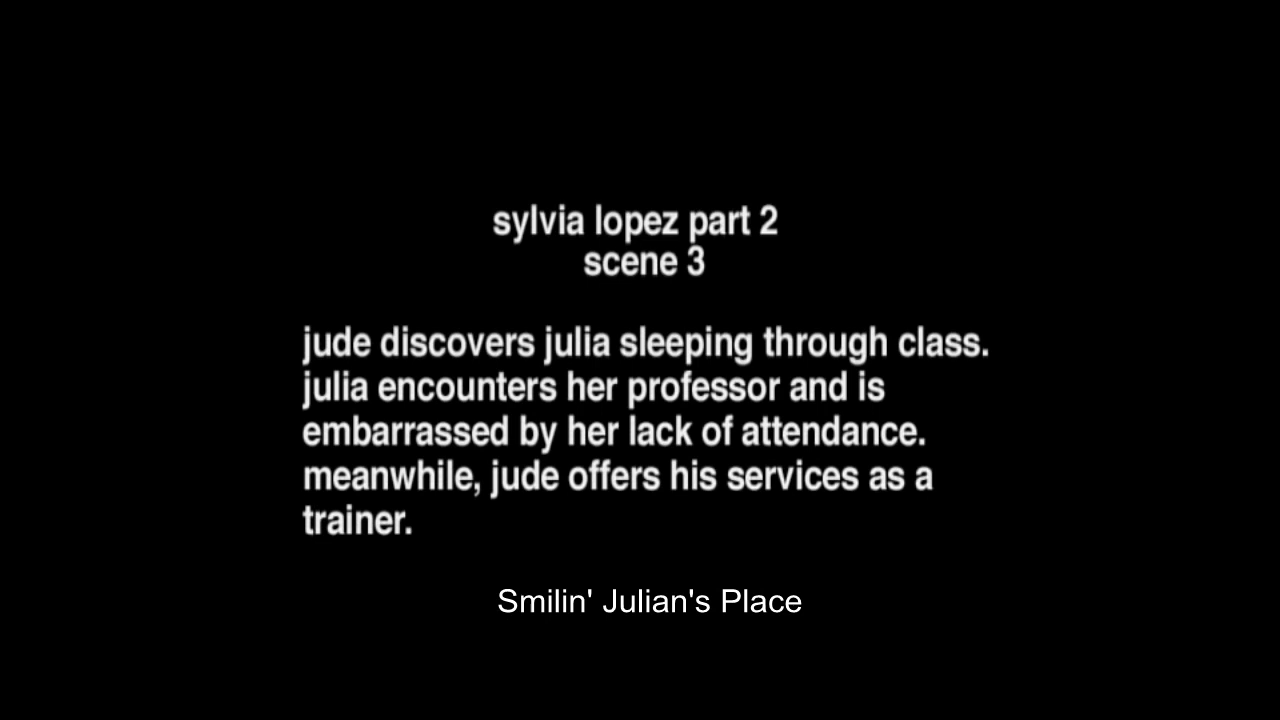 sylvia lopez part 2
scene 3
jude discovers julia sleeping through class.
julia encounters her professor and is
embarrassed by her lack of attendance.
meanwhile, jude offers his services as a
trainer.
Smilin' Julian's Place